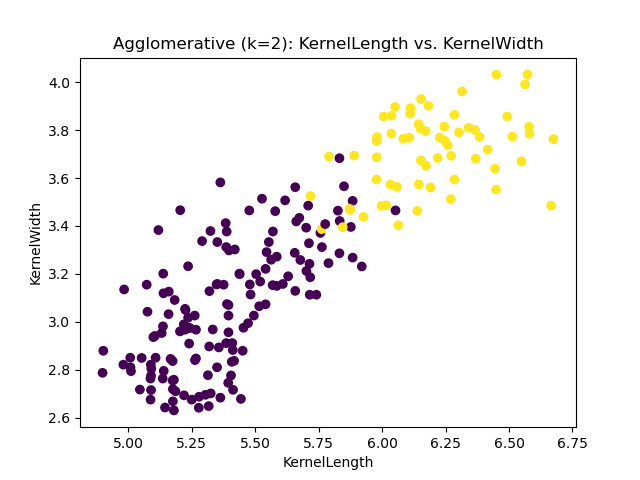 Agglomerative (k=2): KernelLength vs. KernelWidth
KernelWidth
4.0
3.8
3.6
3.4
3.2
3.0
2.8
2.6
5.00 5.25 5.50 5.75 6.00 6.25 6.50 6.75
KernelLength